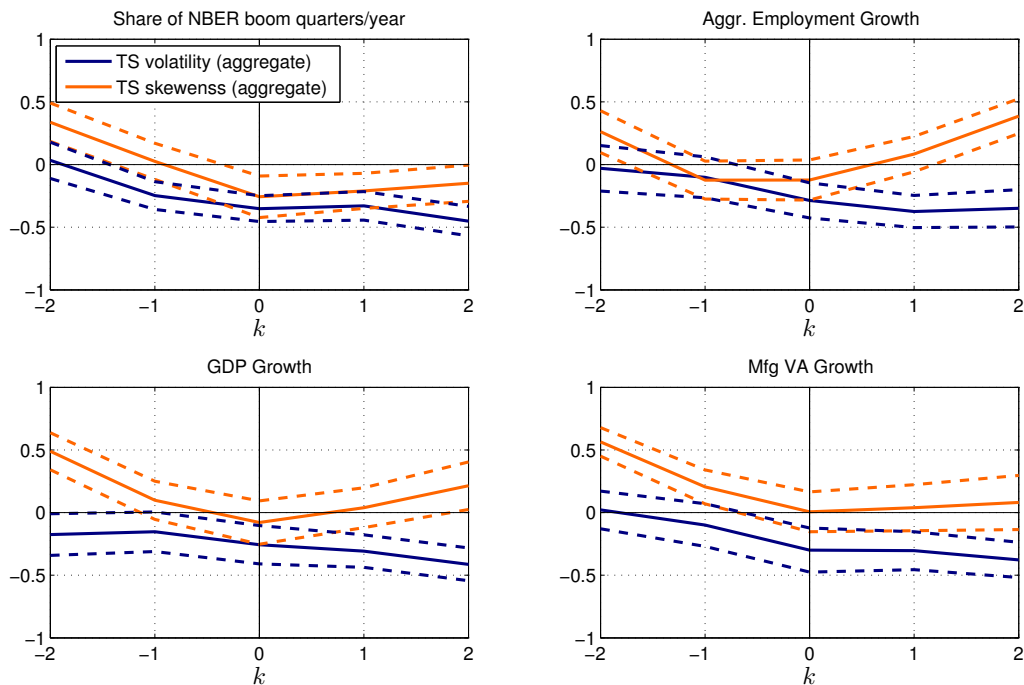 Share of NBER boom quarters/year
1
TS volatility (aggregate)
TS skewenss (aggregate)
0.5
0
−0.5
−1
−2 −1 0 1 2
k
Aggr. Employment Growth
1
0.5
0
−0.5
−1
−2 −1 0 1 2
k
GDP Growth
1
0.5
0
−0.5
−1
−2 −1 0 1 2
k
Mfg VA Growth
1
0.5
0
−0.5
−1
−2 −1 0 1 2
k